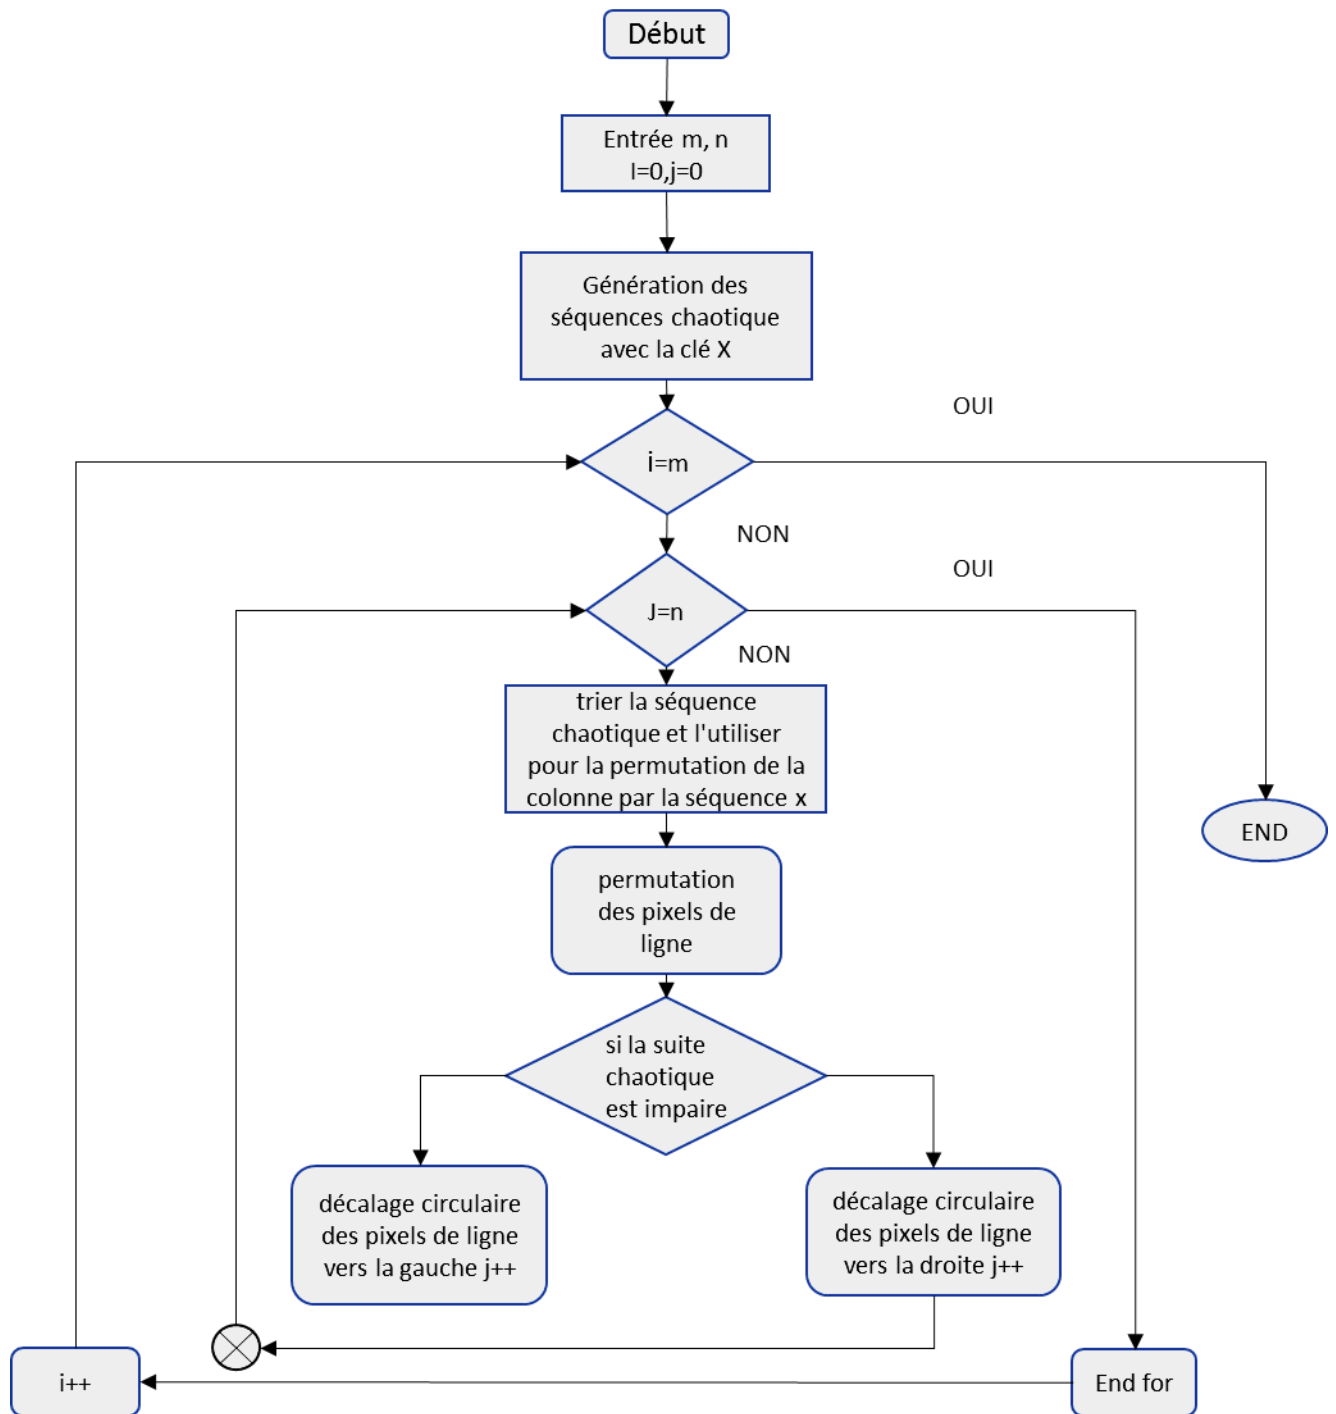 Début
Entrée m, n
I=0,j=0
Génération des
séquences chaotique
avec la clé X
OUI
i=m
NON
OUI
J=n
NON
trier la séquence
chaotique et l'utiliser
pour la permutation de la
colonne par la séquence x
END
permutation
des pixels de
ligne
si la suite
chaotique
est impaire
décalage circulaire
des pixels de ligne
vers la gauche j++
décalage circulaire
des pixels de ligne
vers la droite j++
i++
End for